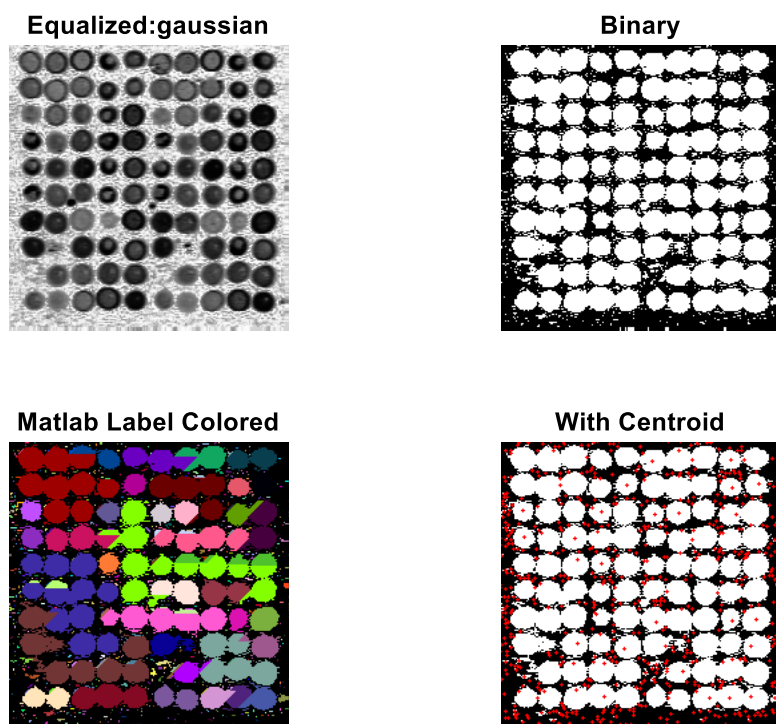 Equalized:gaussian
Binary
Matlab Label Colored
With Centroid